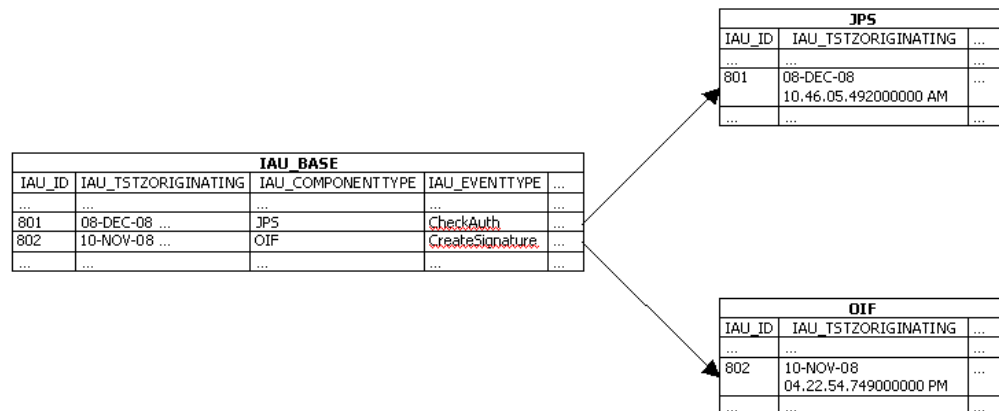 JPS
IAU_ID IAU_TSTZORIGINATING ...
... ... ...
801 08-DEC-08 ...
10.46.05.492000000 AM
... ... ...
IAU_BASE
IAU_ID IAU_TSTZORIGINATING IAU_COMPONENTTYPE IAU_EVENTTYPE ...
... ... ... ... ...
801 08-DEC-08 ... JPS CheckAuth ...
802 10-NOV-08 ... OIF CreateSignature ...
... ... ... ... ...
OIF
IAU_ID IAU_TSTZORIGINATING ...
... ... ...
802 10-NOV-08 ...
04.22.54.749000000 PM
... ... ...